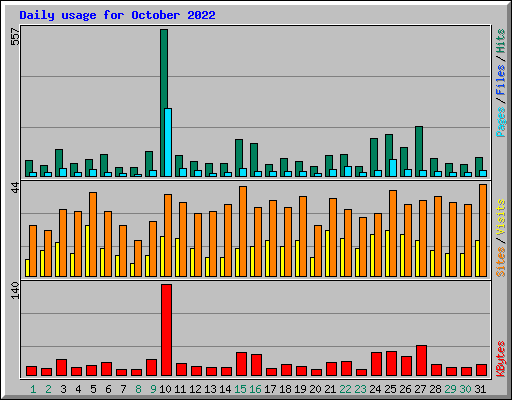 Daily usage for October 2022
557
Pages / Files / Hits
44
Sites / Visits
140
KBytes
1 2 3 4 5 6 7 8 9 10 11 12 13 14 15 16 17 18 19 20 21 22 23 24 25 26 27 28 29 30 31